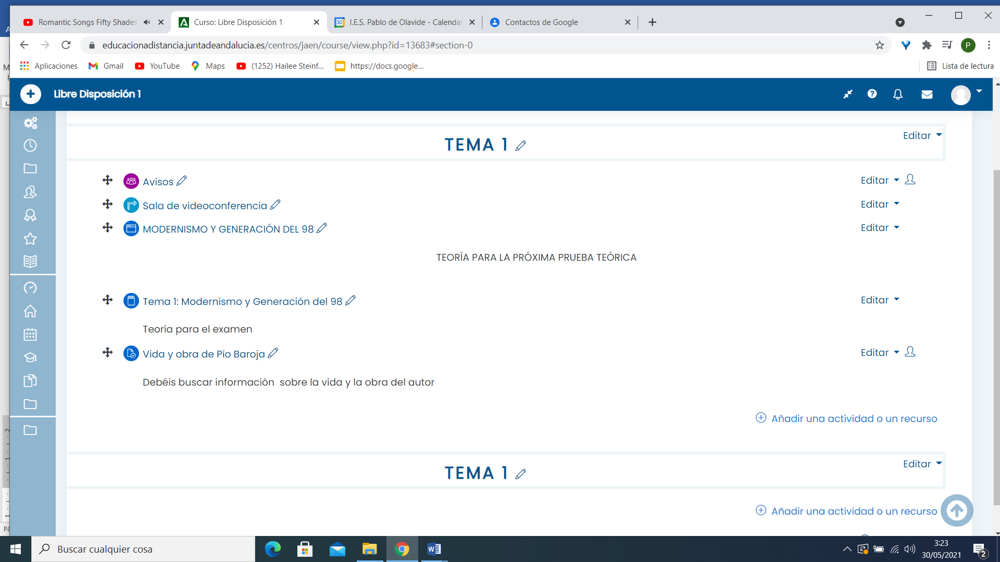 Romantic Songs Fifty Shades
Curso: Libre Disposición 1
30
I.E.S. Pablo de Olavide - Calendar
Contactos de Google
educacionadistancia.juntadeandalucia.es/centros/jaen/course/view.php?id=13683#section-0
P
Aplicaciones
Gmail
YouTube
Maps
(1252) Hailee Steinf...
https://docs.google...
Lista de lectura
Libre Disposición 1
TEMA 1
Editar
Avisos
Editar
Sala de videoconferencia
Editar
MODERNISMO Y GENERACIÓN DEL 98
Editar
TEORÍA PARA LA PRÓXIMA PRUEBA TEÓRICA
Tema 1: Modernismo y Generación del 98
Editar
Teoría para el examen
Vida y obra de Pío Baroja
Editar
Debéis buscar información  sobre la vida y la obra del autor
Añadir una actividad o un recurso
TEMA 1
Editar
Añadir una actividad o un recurso
Buscar cualquier cosa
3:23
30/05/2021
2